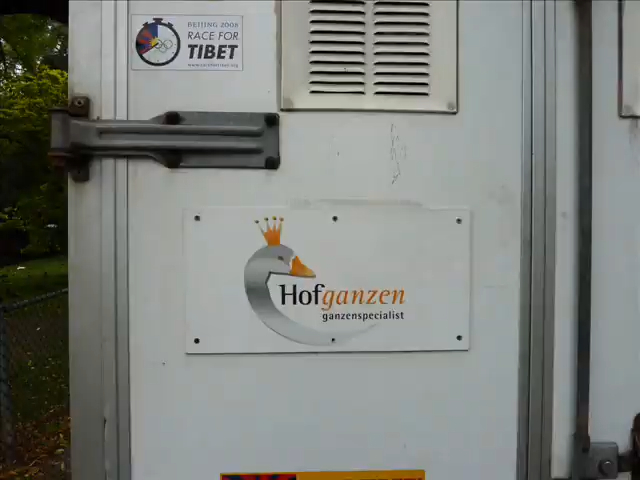 BEIJING 2008
RACE FOR
TIBET
Hofganzen
ganzenspecialist